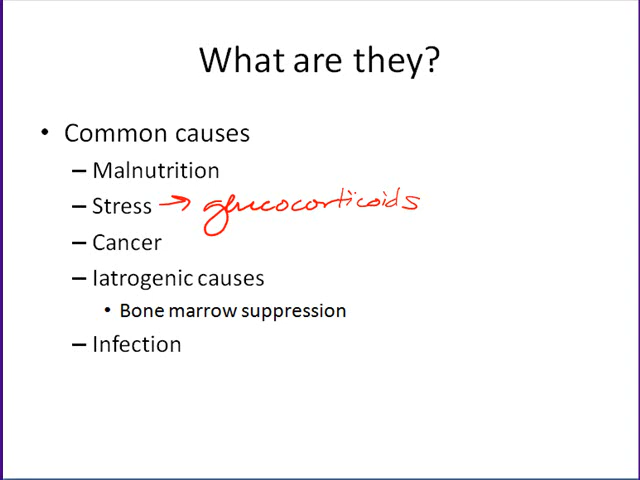 What are they?
• Common causes
– Malnutrition
– Stress → glucocorticoids
– Cancer
– Iatrogenic causes
• Bone marrow suppression
– Infection